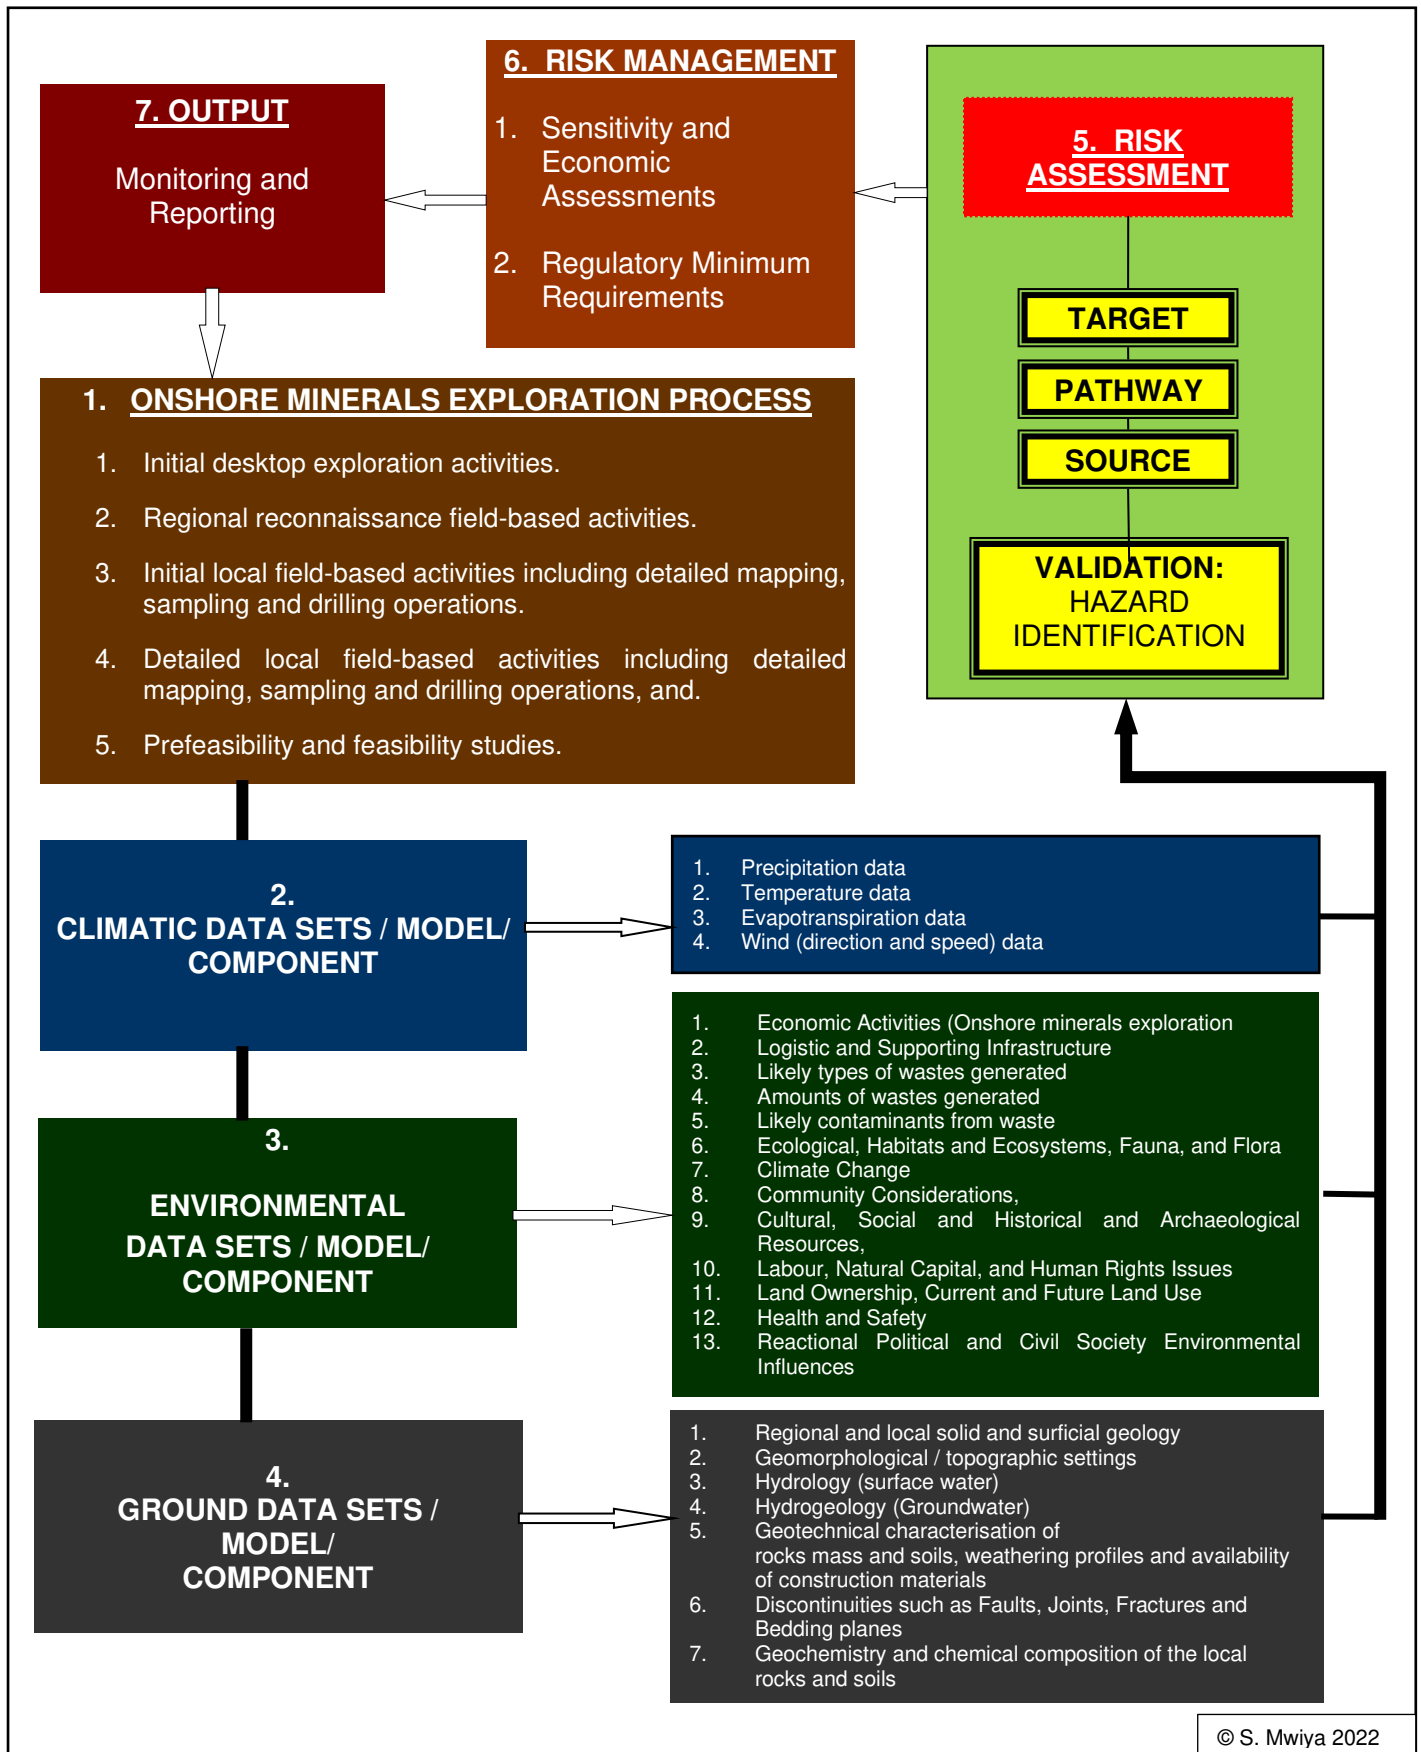 7. OUTPUT
Monitoring and
Reporting
6. RISK MANAGEMENT
1. Sensitivity and
Economic
Assessments
2. Regulatory Minimum
Requirements
5. RISK
ASSESSMENT
TARGET
PATHWAY
SOURCE
VALIDATION:
HAZARD
IDENTIFICATION
1. ONSHORE MINERALS EXPLORATION PROCESS
1. Initial desktop exploration activities.
2. Regional reconnaissance field-based activities.
3. Initial local field-based activities including detailed mapping,
sampling and drilling operations.
4. Detailed local field-based activities including detailed
mapping, sampling and drilling operations, and.
5. Prefeasibility and feasibility studies.
2.
CLIMATIC DATA SETS / MODEL/
COMPONENT
1. Precipitation data
2. Temperature data
3. Evapotranspiration data
4. Wind (direction and speed) data
3.
ENVIRONMENTAL
DATA SETS / MODEL/
COMPONENT
1. Economic Activities (Onshore minerals exploration
2. Logistic and Supporting Infrastructure
3. Likely types of wastes generated
4. Amounts of wastes generated
5. Likely contaminants from waste
6. Ecological, Habitats and Ecosystems, Fauna, and Flora
7. Climate Change
8. Community Considerations,
9. Cultural, Social and Historical and Archaeological
Resources,
10. Labour, Natural Capital, and Human Rights Issues
11. Land Ownership, Current and Future Land Use
12. Health and Safety
13. Reactional Political and Civil Society Environmental
Influences
4.
GROUND DATA SETS /
MODEL/
COMPONENT
1. Regional and local solid and surficial geology
2. Geomorphological / topographic settings
3. Hydrology (surface water)
4. Hydrogeology (Groundwater)
5. Geotechnical characterisation of
rocks mass and soils, weathering profiles and availability
of construction materials
6. Discontinuities such as Faults, Joints, Fractures and
Bedding planes
7. Geochemistry and chemical composition of the local
rocks and soils
© S. Mwiya 2022